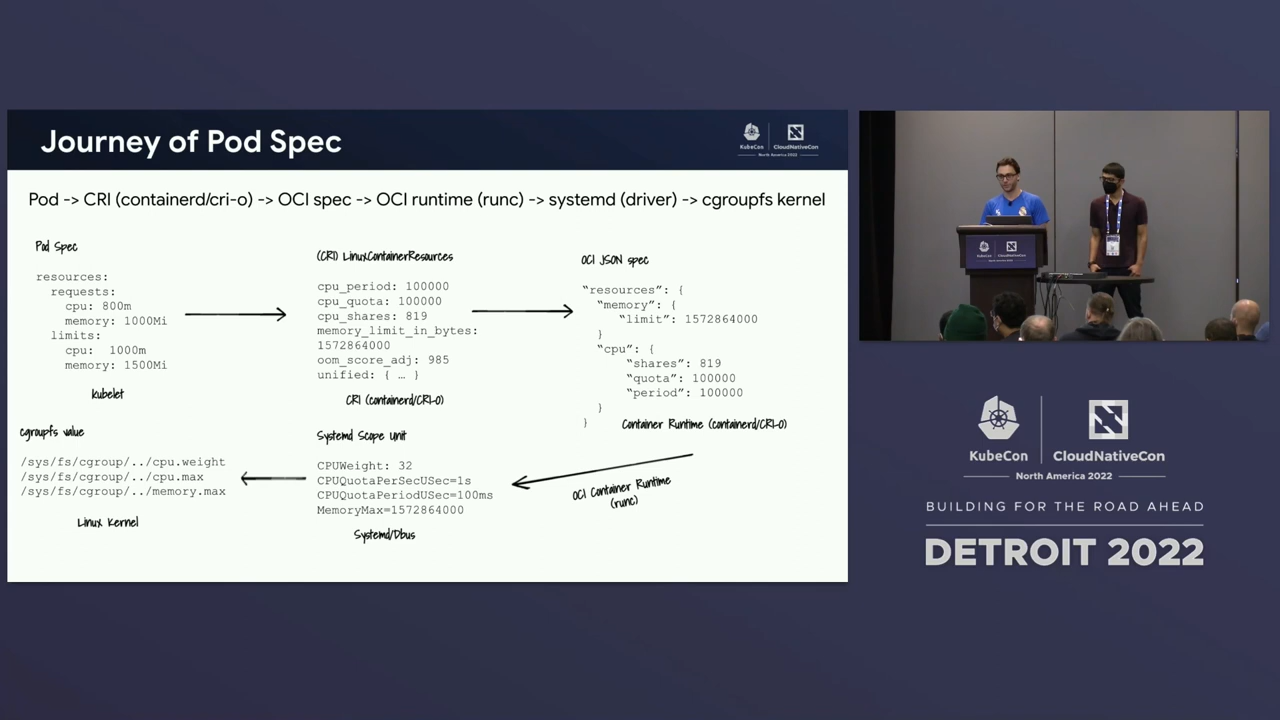 Journey of Pod Spec
KubeCon
CloudNativeCon
North America 2022
Pod -> CRI (containerd/cri-o) -> OCI spec -> OCI runtime (runc) -> systemd (driver) -> cgroupfs kernel
Pod Spec
resources:
requests:
cpu: 800m
memory: 1000Mi
limits:
cpu: 1000m
memory: 1500Mi
kubelet
(CRI) LinuxContainerResources
cpu_period: 100000
cpu_quota: 100000
cpu_shares: 819
memory_limit_in_bytes:
1572864000
oom_score_adj: 985
unified: { … }
CRI (containerd/CRI-O)
OCI JSON spec
"resources": {
"memory": {
"limit": 1572864000
}
"cpu": {
"shares": 819
"quota": 100000
"period": 100000
}
}
Container Runtime (containerd/CRI-O)
cgroupfs value
/sys/fs/cgroup/../cpu.weight
/sys/fs/cgroup/../cpu.max
/sys/fs/cgroup/../memory.max
Linux Kernel
Systemd Scope Unit
CPUWeight: 32
CPUQuotaPerSecUSec=1s
CPUQuotaPeriodUSec=100ms
MemoryMax=1572864000
Systemd/Dbus
OCI Container Runtime
(runc)
KubeCon
CloudNativeCon
North America 2022
BUILDING FOR THE ROAD AHEAD
DETROIT 2022